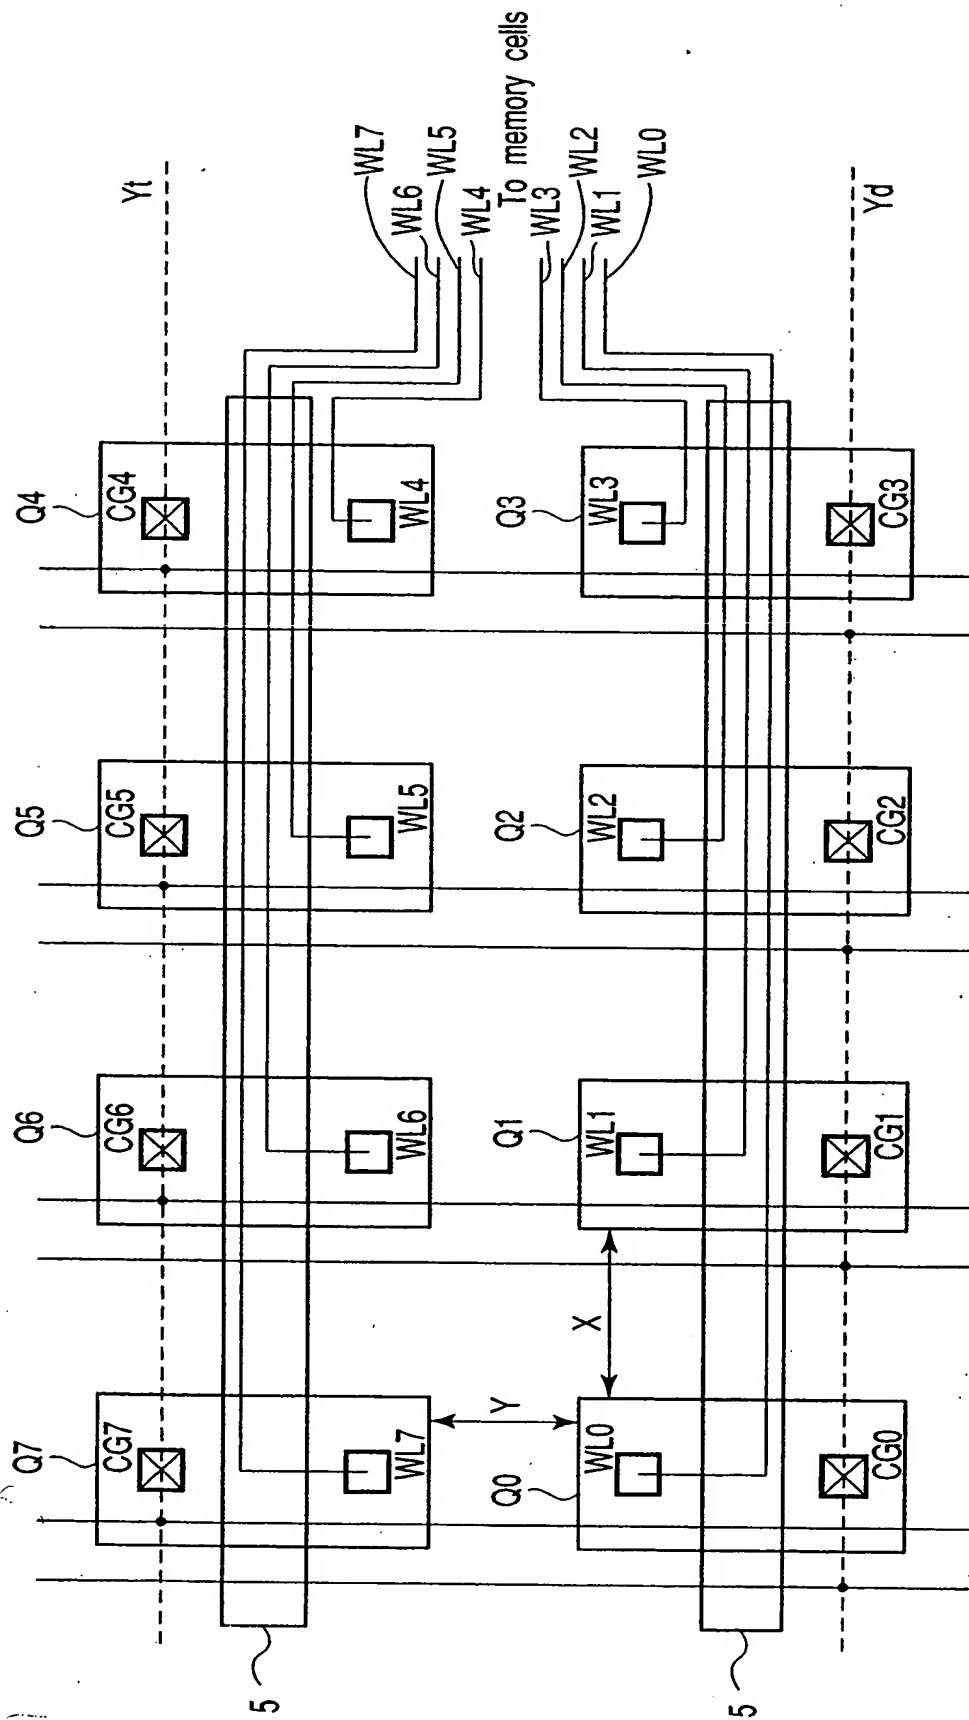 Yt
WL7
WL6
WL5
WL4
To memory cells
WL3
WL2
WL1
WL0
Yd
Q4
CG4
WL4
Q3
WL3
CG3
Q5
CG5
WL5
Q2
WL2
CG2
Q6
CG6
WL6
Q1
WL1
CG1
X
Y
Q7
CG7
WL7
Q0
WL0
CG0
5
5